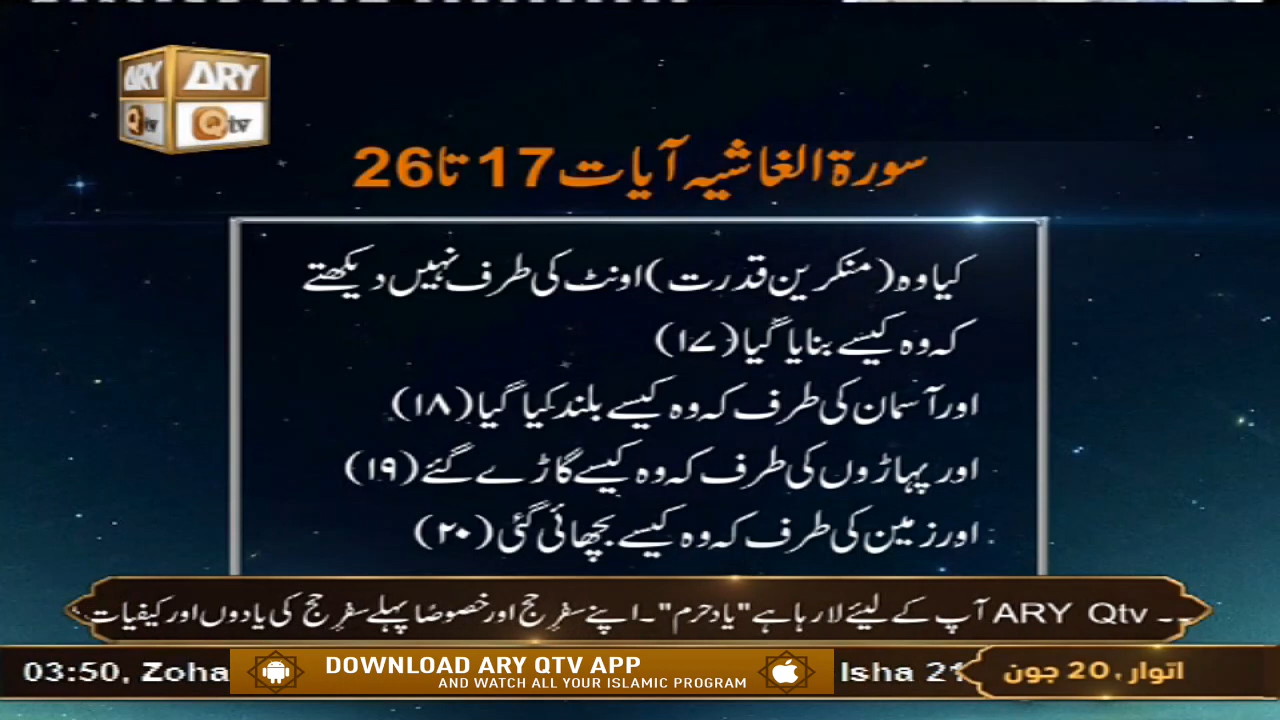 ARY ARY
Qtv Qtv
سورۃ الغاشیہ آیات 17 تا 26
کیا وہ (منکرین قدرت) اونٹ کی طرف نہیں دیکھتے
کہ وہ کیسے بنایا گیا (۱۷)
اور آسمان کی طرف کہ وہ کیسے بلند کیا گیا (۱۸)
اور پہاڑوں کی طرف کہ وہ کیسے گاڑے گئے (۱۹)
اور زمین کی طرف کہ وہ کیسے بچھائی گئی (۲۰)
۔۔ ARY Qtv آپ کے لیئے لا رہا ہے "یاد حرم"۔ اپنے سفرِ حج اور خصوصًا پہلے سفرِ حج کی یادوں اور کیفیات
03:50, Zoha
DOWNLOAD ARY QTV APP
AND WATCH ALL YOUR ISLAMIC PROGRAM
Isha 21
اتوار, 20 جون